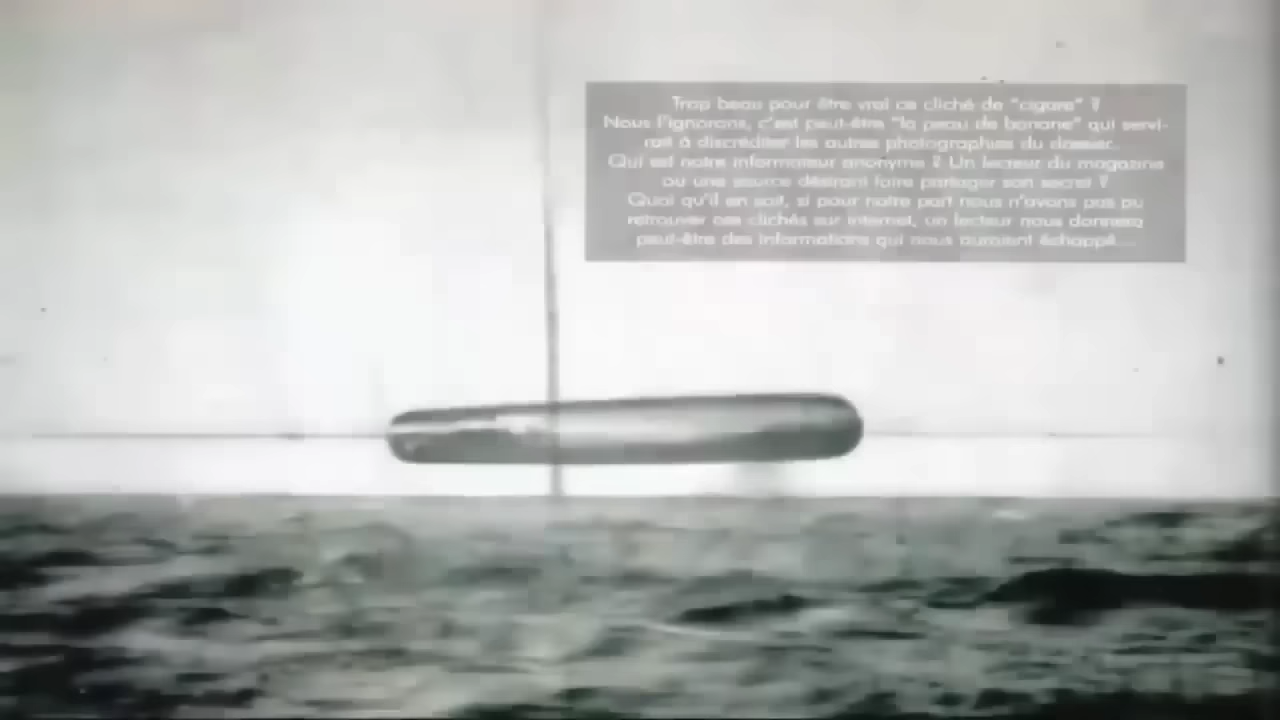 Trop beau pour être vrai ce cliché de "cigare" ?
Nous l'ignorons, c'est peut-être "la peau de banane" qui servi-
rait à discréditer les autres photographies du dossier.
Qui est notre informateur anonyme ? Un lecteur du magazine
ou une source désirant faire partager son secret ?
Quoi qu'il en soit, si pour notre part nous n'avons pas pu
retrouver ces clichés sur internet, un lecteur nous donnera
peut-être des informations qui nous auraient échappé...